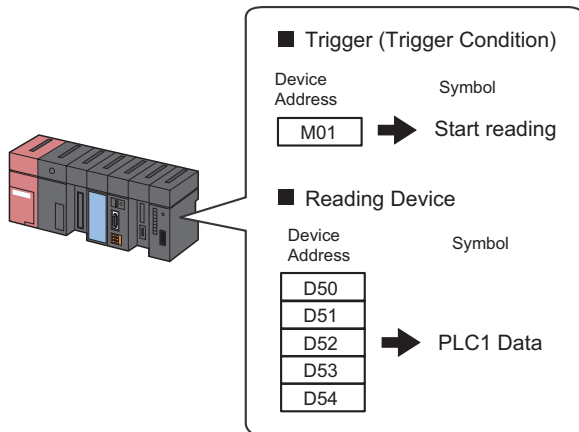 ■ Trigger (Trigger Condition)
Device Address
Symbol
M01
Start reading
■ Reading Device
Device Address
Symbol
D50
D51
D52
D53
D54
PLC1 Data